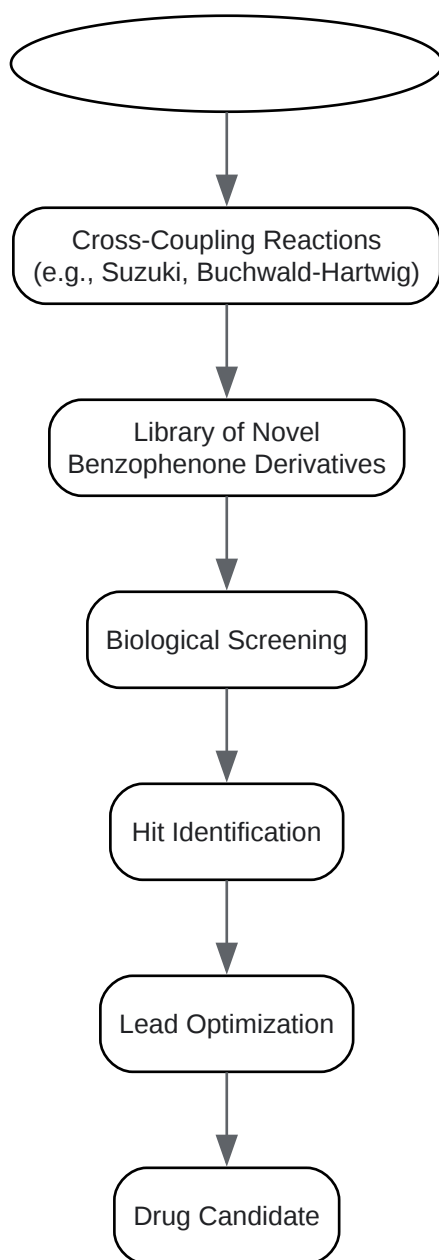 Cross-Coupling Reactions
(e.g., Suzuki, Buchwald-Hartwig)
Library of Novel
Benzophenone Derivatives
Biological Screening
Hit Identification
Lead Optimization
Drug Candidate